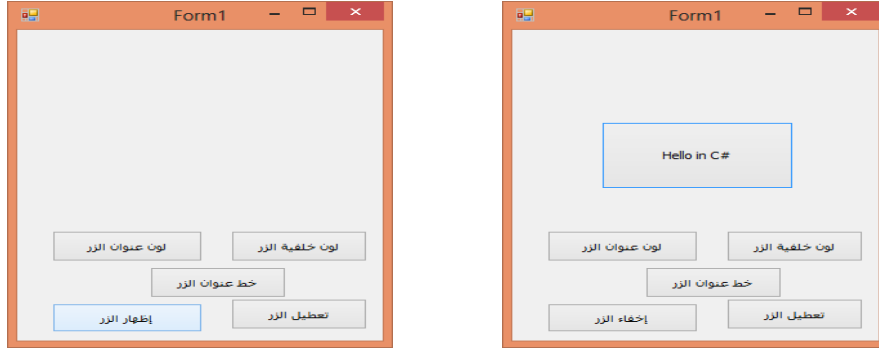 Form1
لون عنوان الزر
لون خلفية الزر
خط عنوان الزر
إظهار الزر
تعطيل الزر
Form1
Hello in C#
لون عنوان الزر
لون خلفية الزر
خط عنوان الزر
إخفاء الزر
تعطيل الزر